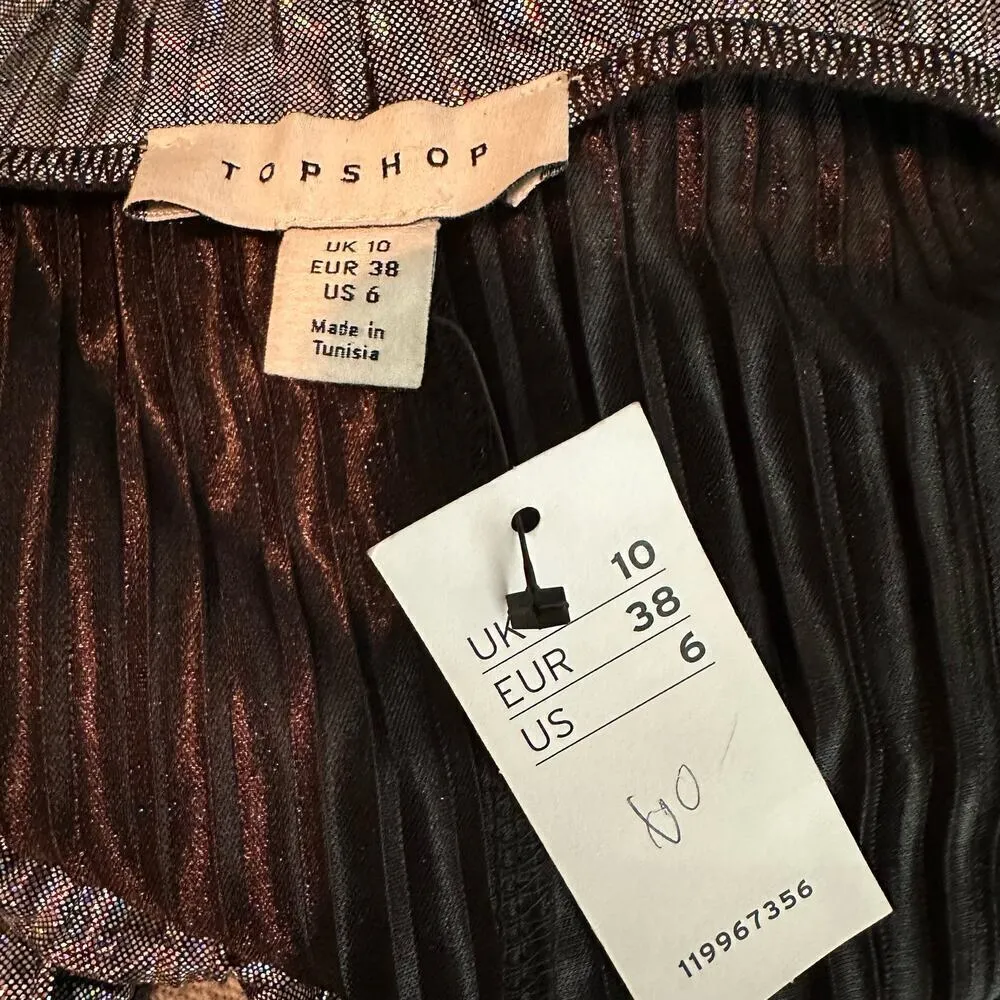 TOPSHOP
UK 10
EUR 38
US 6
Made in
Tunisia
UK 10
EUR 38
US 6
119967356